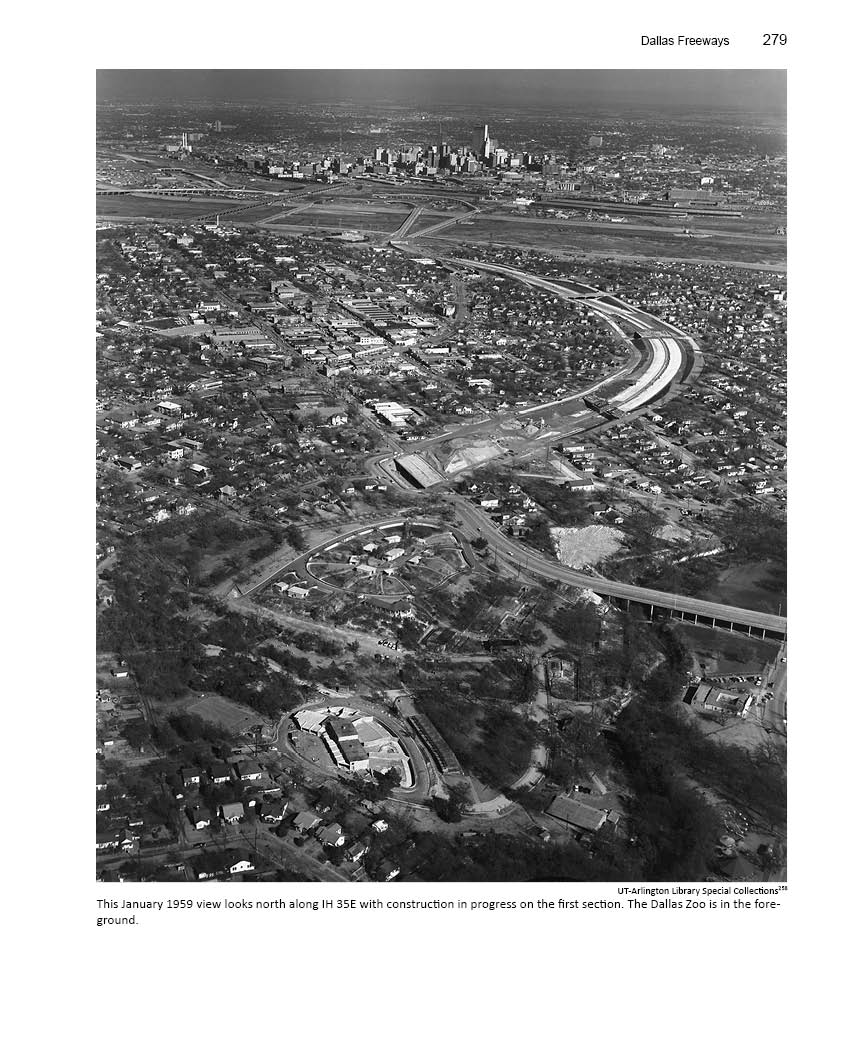 Dallas Freeways 279
UT-Arlington Library Special Collections²⁵⁸
This January 1959 view looks north along IH 35E with construction in progress on the first section. The Dallas Zoo is in the fore-
ground.